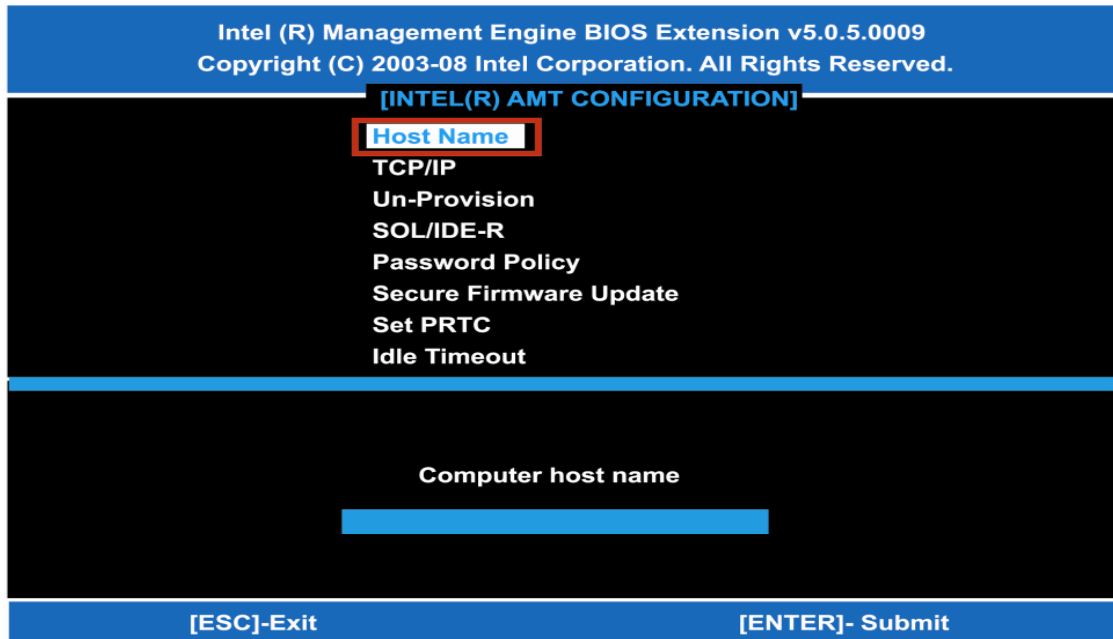 Intel (R) Management Engine BIOS Extension v5.0.5.0009
Copyright (C) 2003-08 Intel Corporation. All Rights Reserved.
[INTEL(R) AMT CONFIGURATION]
Host Name
TCP/IP
Un-Provision
SOL/IDE-R
Password Policy
Secure Firmware Update
Set PRTC
Idle Timeout
Computer host name
[ESC]-Exit [ENTER]- Submit